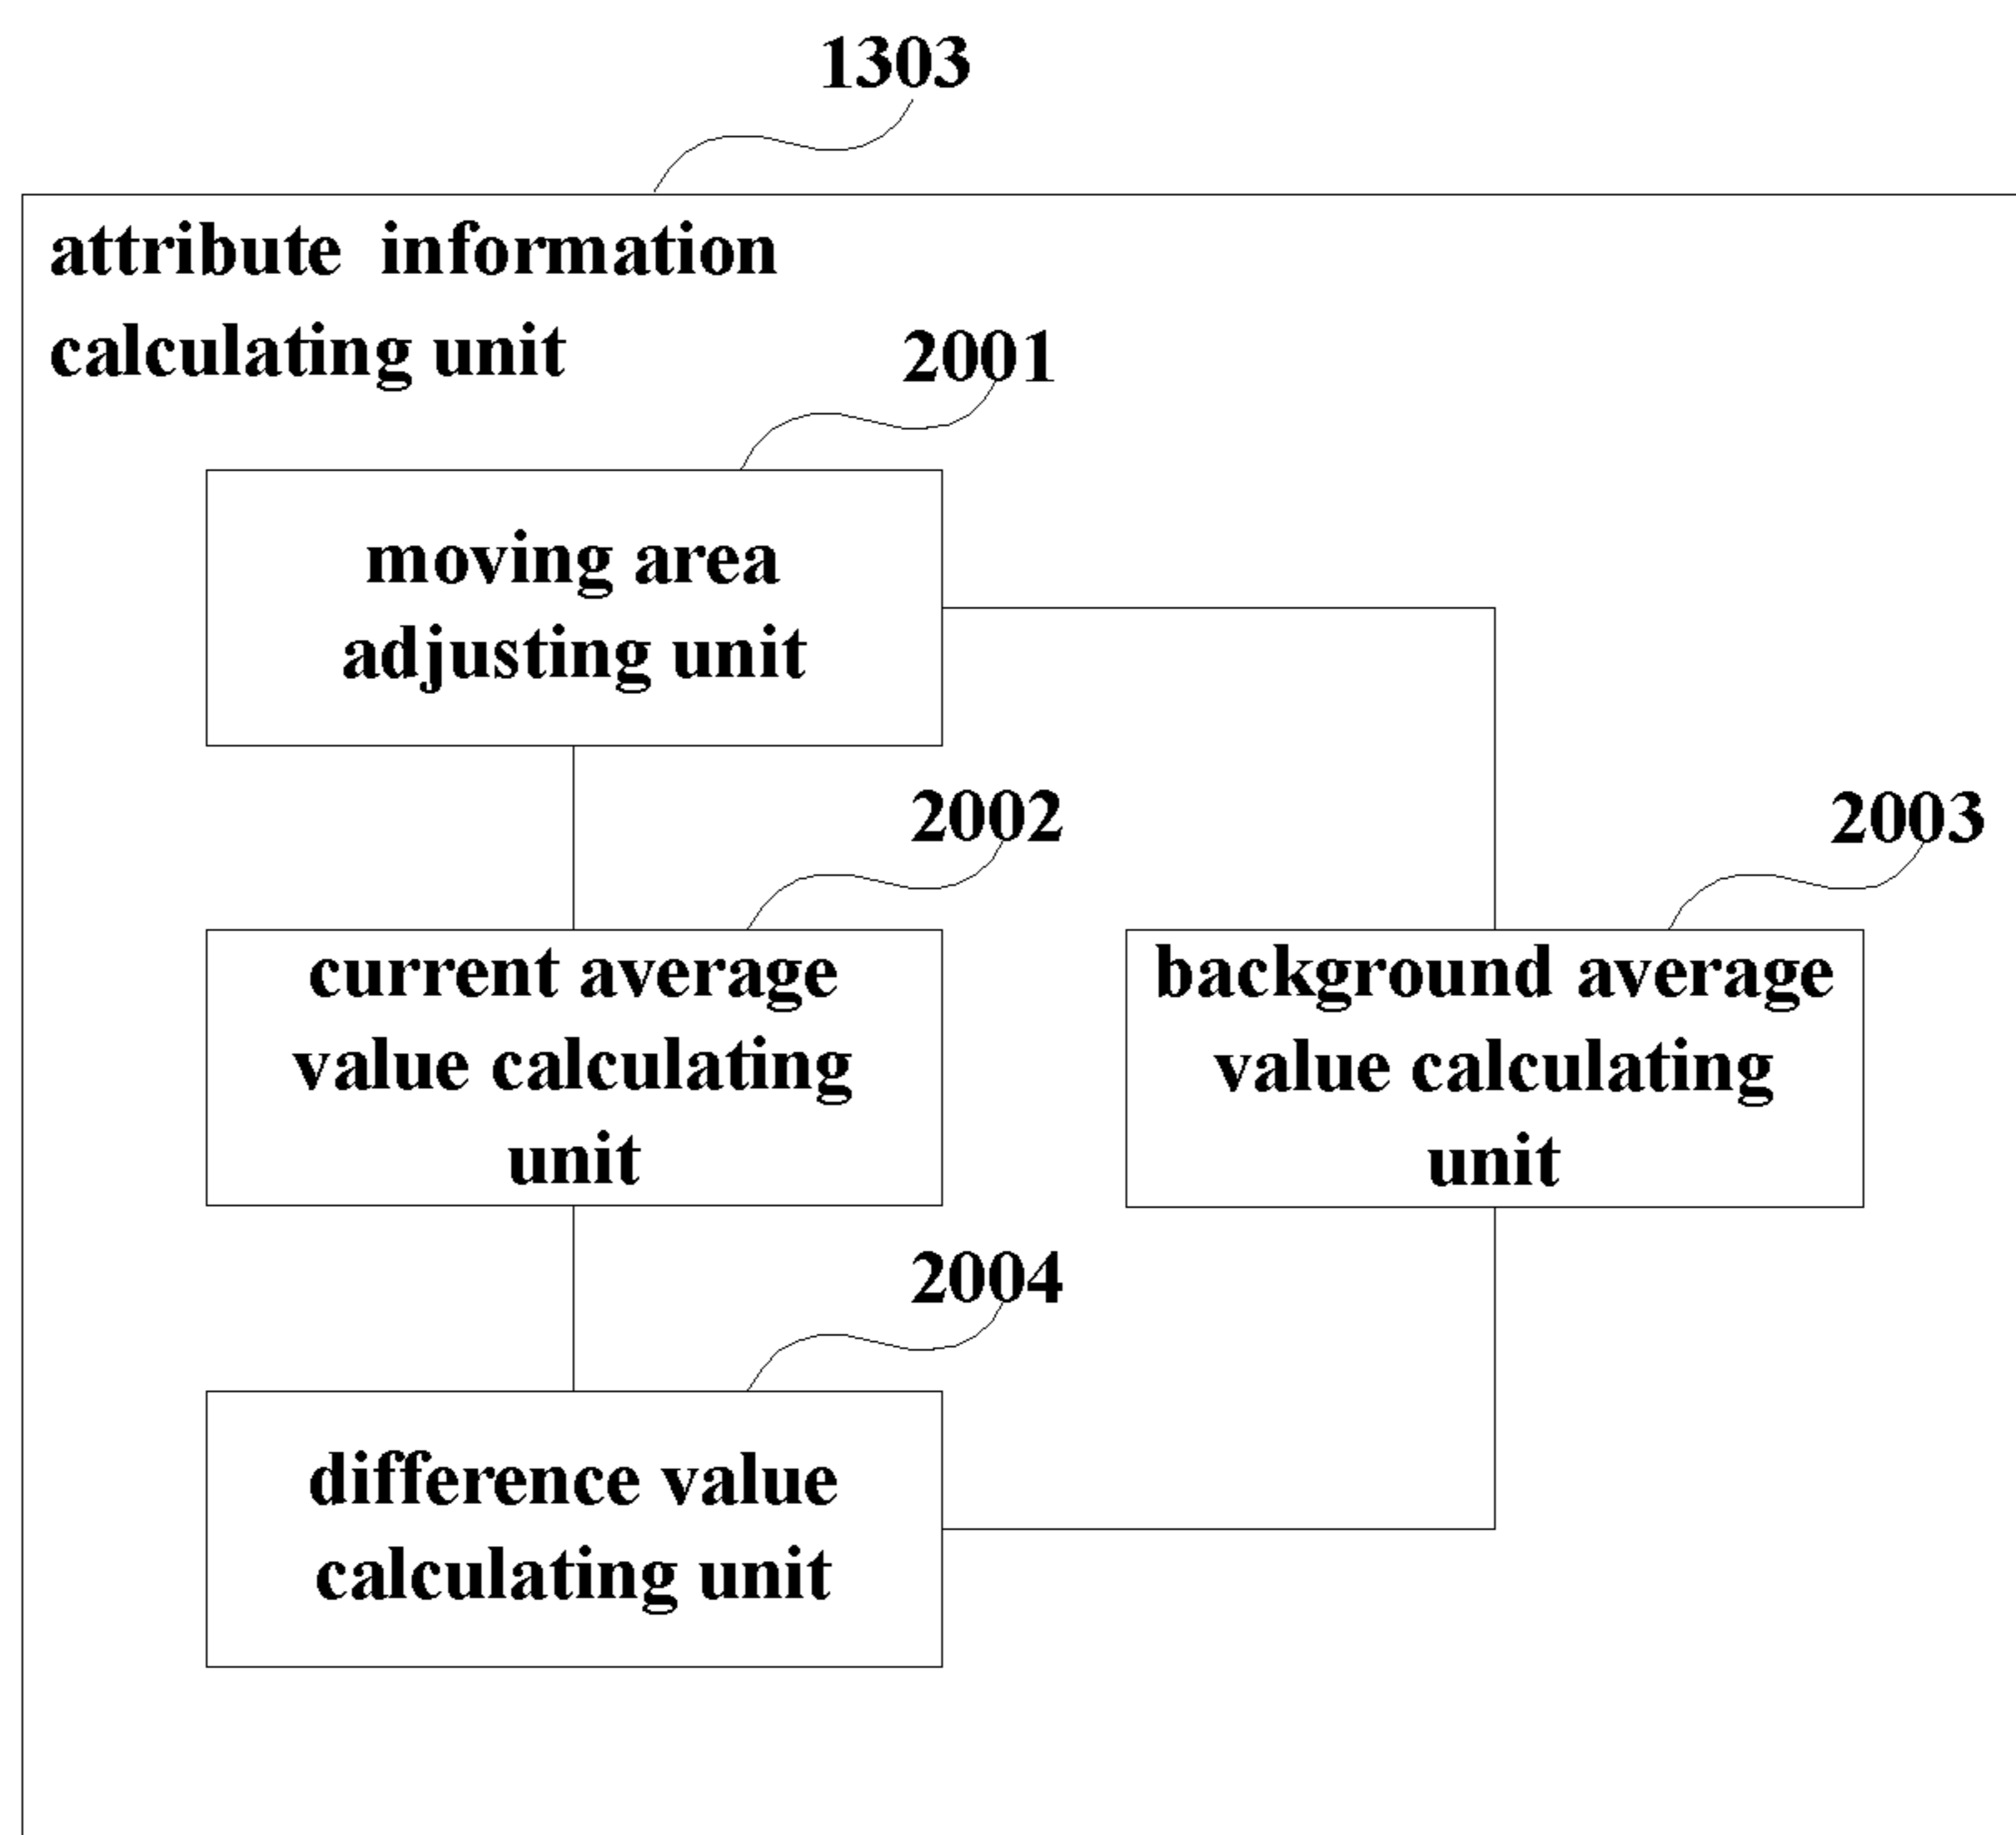 1303
attribute information
calculating unit
2001
moving area
adjusting unit
2002
current average
value calculating
unit
2003
background average
value calculating
unit
2004
difference value
calculating unit